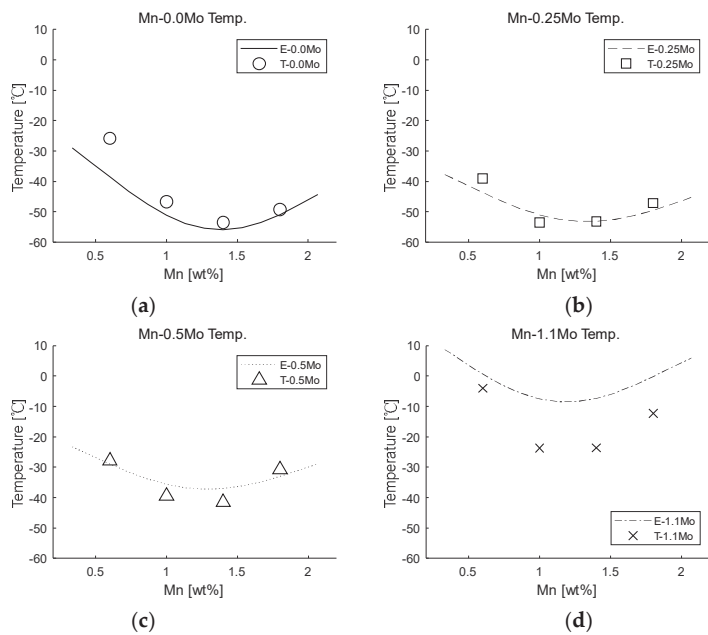 Mn-0.0Mo Temp.
10
0
-10
-20
-30
-40
-50
-60
Temperature [℃]
E-0.0Mo
T-0.0Mo
0.5
1
1.5
2
Mn [wt%]
(a)
Mn-0.25Mo Temp.
10
0
-10
-20
-30
-40
-50
-60
Temperature [℃]
E-0.25Mo
T-0.25Mo
0.5
1
1.5
2
Mn [wt%]
(b)
Mn-0.5Mo Temp.
10
0
-10
-20
-30
-40
-50
-60
Temperature [℃]
E-0.5Mo
T-0.5Mo
0.5
1
1.5
2
Mn [wt%]
(c)
Mn-1.1Mo Temp.
10
0
-10
-20
-30
-40
-50
-60
Temperature [℃]
E-1.1Mo
T-1.1Mo
0.5
1
1.5
2
Mn [wt%]
(d)